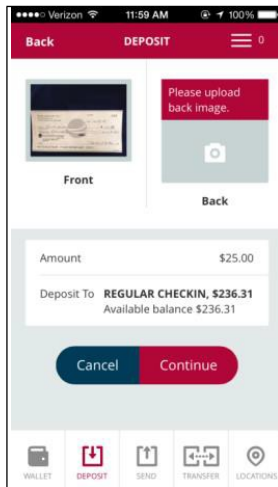 Verizon 11:59 AM 100%
Back DEPOSIT 0
Please upload
back image.
Front
Back
Amount $25.00
Deposit To REGULAR CHECKIN, $236.31
Available balance $236.31
Cancel Continue
WALLET DEPOSIT SEND TRANSFER LOCATIONS